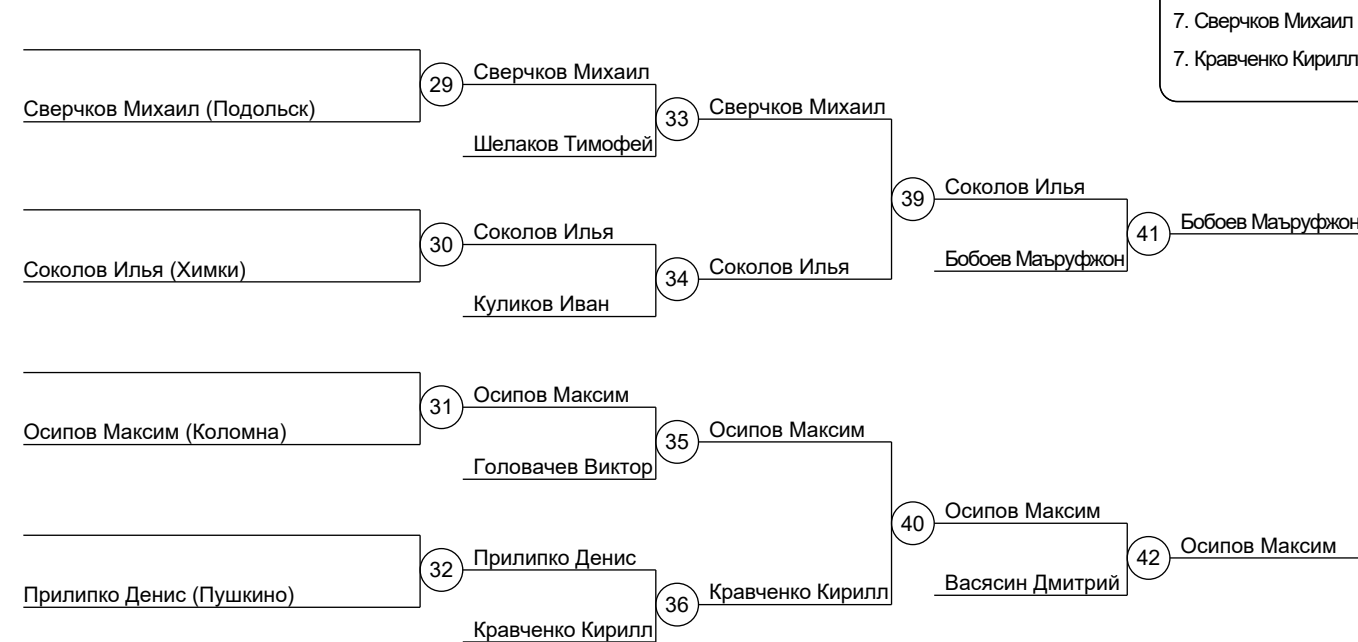 7. Сверчков Михаил
7. Кравченко Кирилл
Сверчков Михаил (Подольск)
29
Сверчков Михаил
Шелаков Тимофей
33
Сверчков Михаил
Соколов Илья (Химки)
30
Соколов Илья
Куликов Иван
34
Соколов Илья
39
Соколов Илья
Бобоев Маъруфжон
41
Бобоев Маъруфжон
Осипов Максим (Коломна)
31
Осипов Максим
Головачев Виктор
35
Осипов Максим
Прилипко Денис (Пушкино)
32
Прилипко Денис
Кравченко Кирилл
36
Кравченко Кирилл
40
Осипов Максим
Васясин Дмитрий
42
Осипов Максим